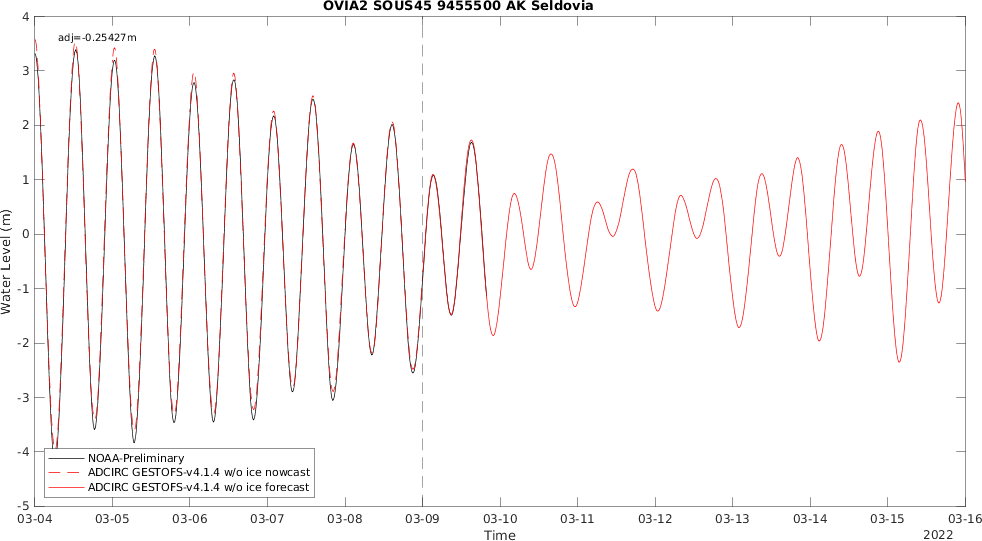 OVIA2 SOUS45 9455500 AK Seldovia
adj=-0.25427m
4
3
2
1
0
-1
-2
-3
-4
-5
Water Level (m)
NOAA-Preliminary
ADCIRC GESTOFS-v4.1.4 w/o ice nowcast
ADCIRC GESTOFS-v4.1.4 w/o ice forecast
03-04 03-05 03-06 03-07 03-08 03-09 03-10 03-11 03-12 03-13 03-14 03-15 03-16
Time
2022